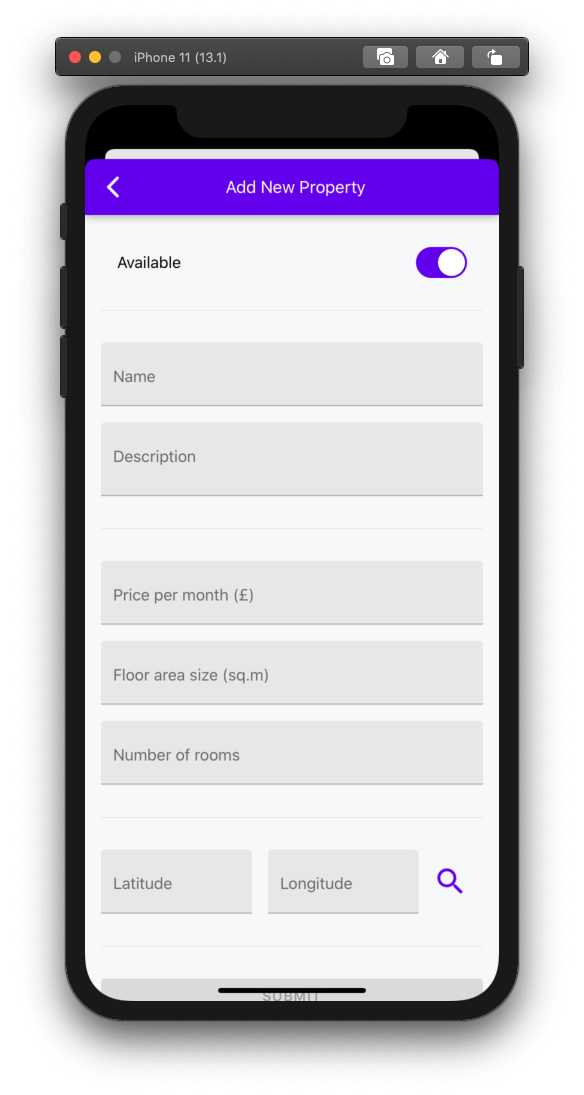 iPhone 11 (13.1)
Add New Property
Available
Name
Description
Price per month (£)
Floor area size (sq.m)
Number of rooms
Latitude Longitude
SUBMIT